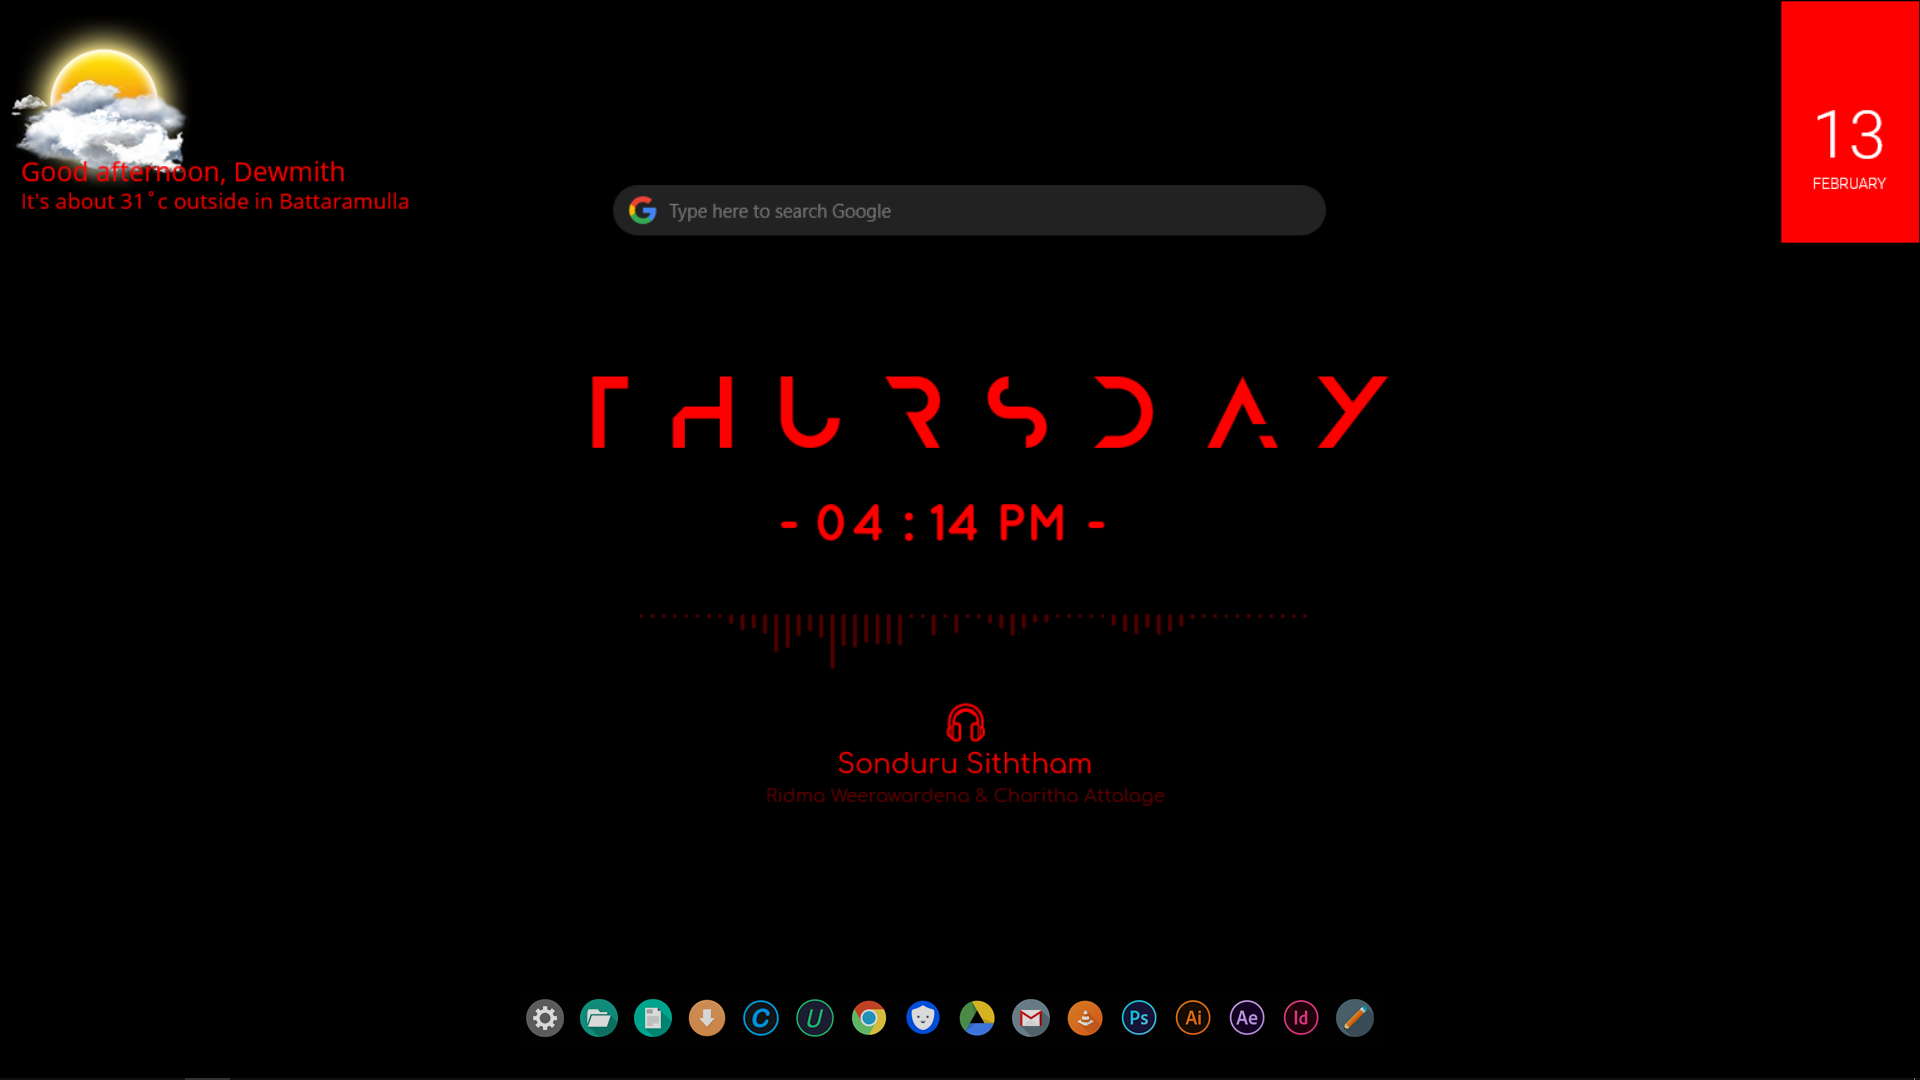 Good afternoon, Dewmith
It's about 31°c outside in Battaramulla
13
FEBRUARY
Type here to search Google
THURSDAY
- 04 : 14 PM -
Sonduru Siththam
Ridma Weerawardena & Charitha Attalage
C U Ps Ai Ae Id